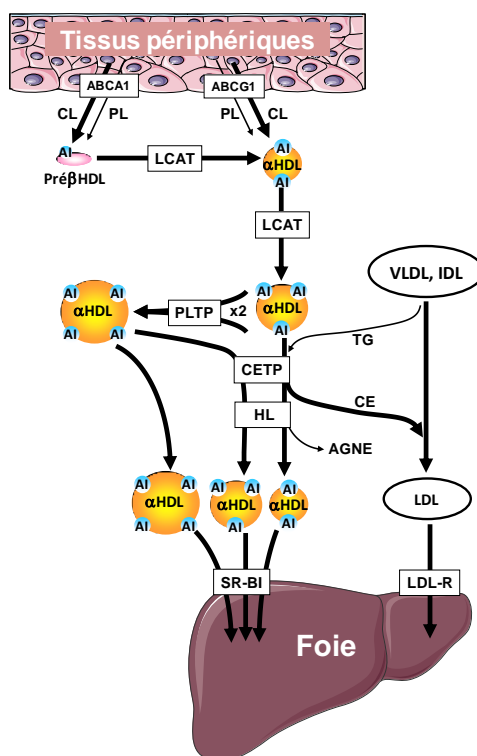 Tissus périphériques
ABCA1
ABCG1
CL
PL
PL
CL
AI
PréβHDL
LCAT
AI
αHDL
AI
LCAT
AI
AI
αHDL
AI
AI
PLTP
x2
AI
AI
αHDL
AI
VLDL, IDL
TG
CETP
CE
HL
AGNE
AI
AI
αHDL
AI
AI
AI
AI
αHDL
AI
AI
αHDL
AI
LDL
SR-BI
LDL-R
Foie